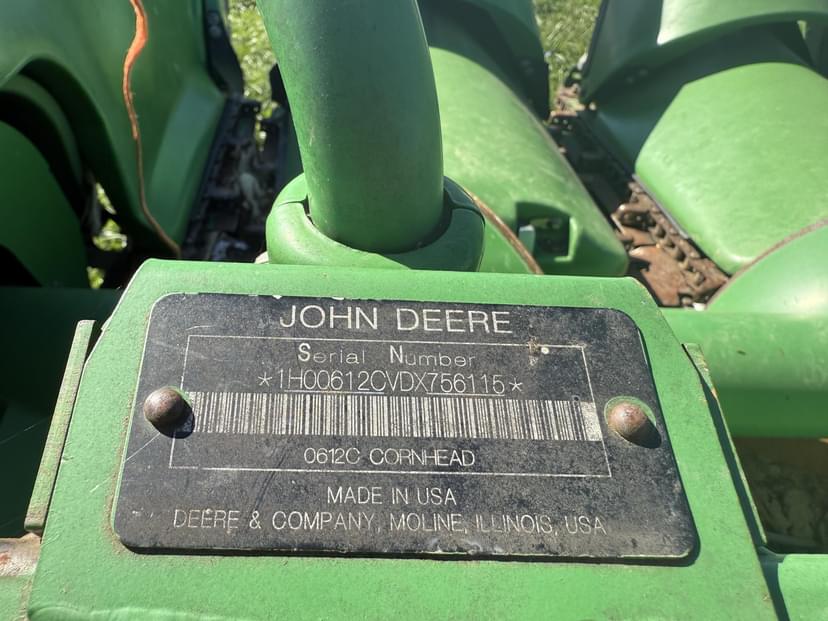 JOHN DEERE
Serial Number
*1H00612CVDX756115*
0612C CORNHEAD
MADE IN USA
DEERE & COMPANY, MOLINE, ILLINOIS, USA